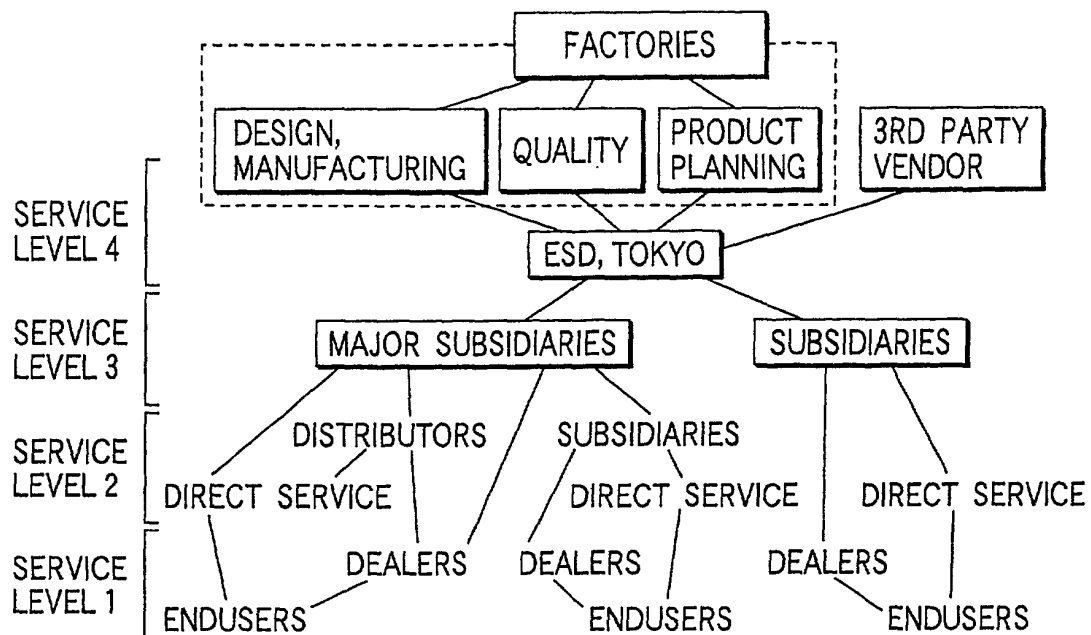 FACTORIES
DESIGN,
MANUFACTURING
QUALITY
PRODUCT
PLANNING
3RD PARTY
VENDOR
SERVICE
LEVEL 4
ESD, TOKYO
SERVICE
LEVEL 3
MAJOR SUBSIDIARIES
SUBSIDIARIES
SERVICE
LEVEL 2
DISTRIBUTORS
SUBSIDIARIES
DIRECT SERVICE
DIRECT SERVICE
DIRECT SERVICE
SERVICE
LEVEL 1
DEALERS
DEALERS
DEALERS
ENDUSERS
ENDUSERS
ENDUSERS